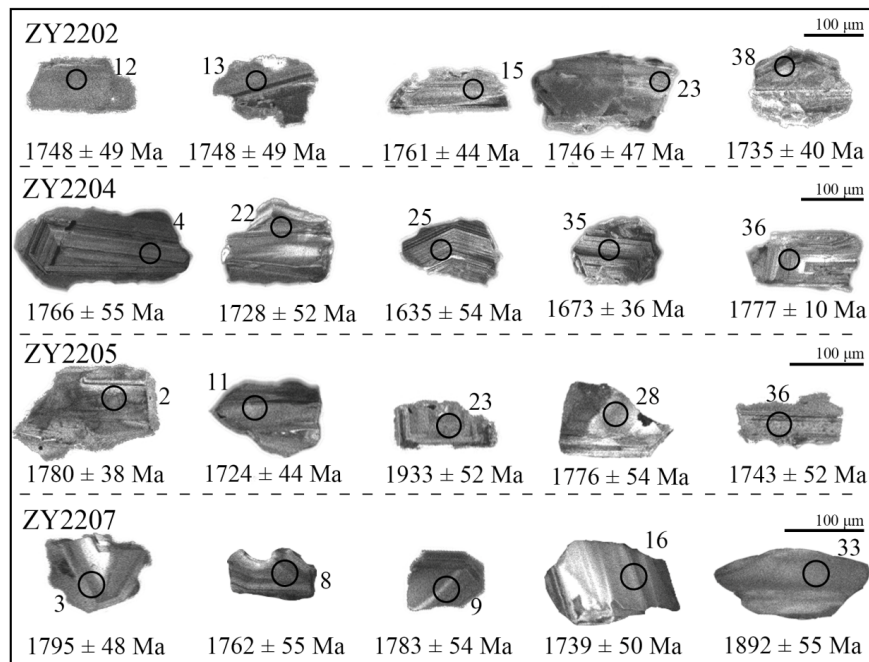 ZY2202
100 μm
12 13 15 23 38
1748 ± 49 Ma 1748 ± 49 Ma 1761 ± 44 Ma 1746 ± 47 Ma 1735 ± 40 Ma
ZY2204
100 μm
4 22 25 35 36
1766 ± 55 Ma 1728 ± 52 Ma 1635 ± 54 Ma 1673 ± 36 Ma 1777 ± 10 Ma
ZY2205
100 μm
2 11 23 28 36
1780 ± 38 Ma 1724 ± 44 Ma 1933 ± 52 Ma 1776 ± 54 Ma 1743 ± 52 Ma
ZY2207
100 μm
3 8 9 16 33
1795 ± 48 Ma 1762 ± 55 Ma 1783 ± 54 Ma 1739 ± 50 Ma 1892 ± 55 Ma